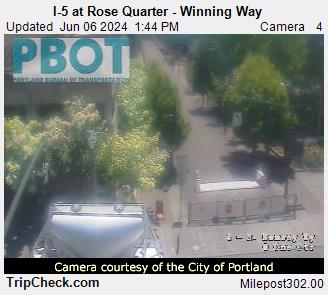 I-5 at Rose Quarter - Winning Way
Updated Jun 06 2024 1:44 PM Camera 4
PBOT
PORTLAND BUREAU OF TRANSPORTATION
Camera courtesy of the City of Portland
TripCheck.com Milepost302.00